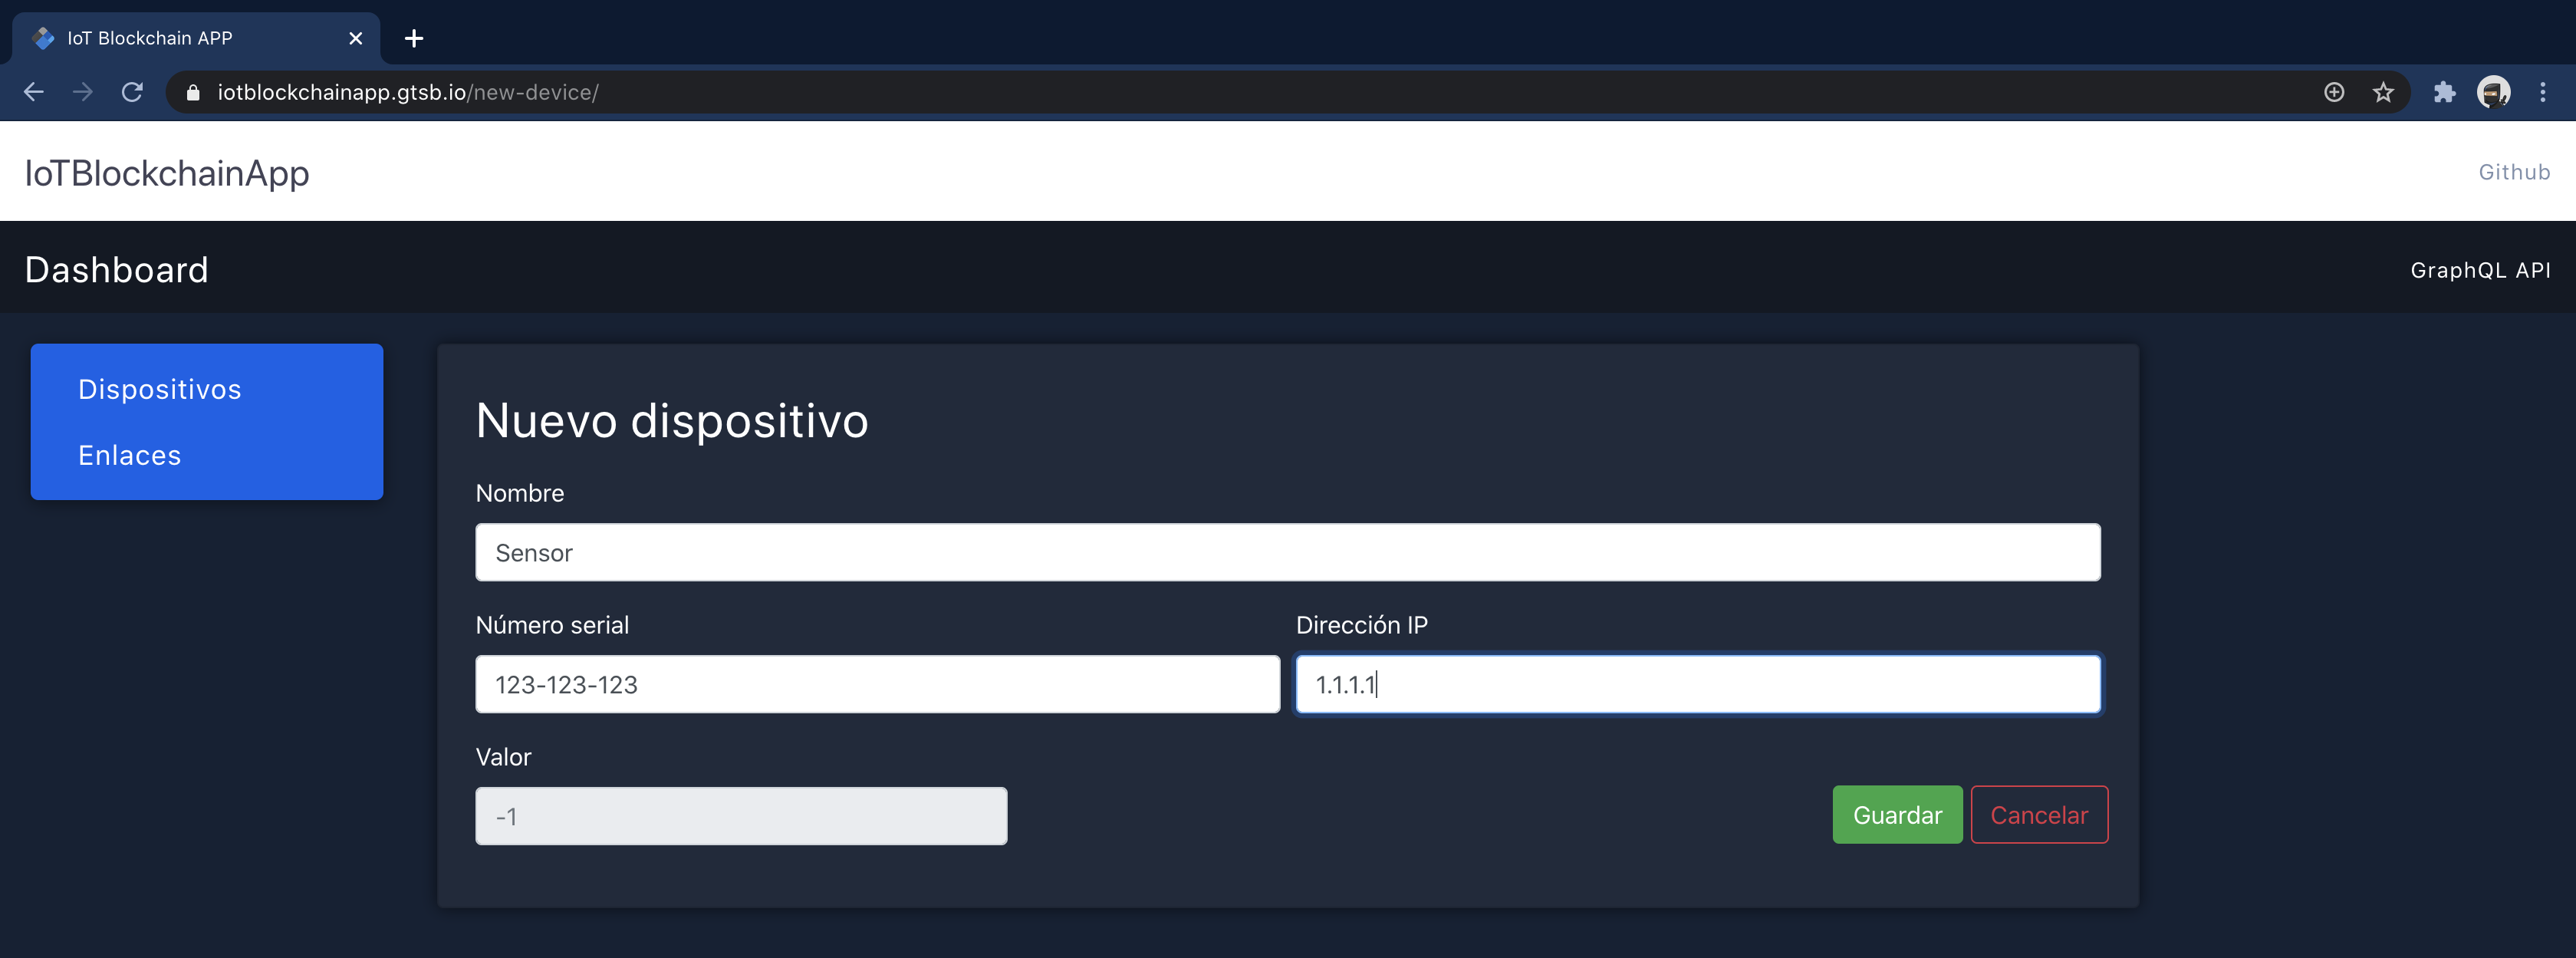 IoT Blockchain APP
iotblockchainapp.gtsb.io/new-device/
IoTBlockchainApp
Github
Dashboard
GraphQL API
Dispositivos
Enlaces
Nuevo dispositivo
Nombre
Sensor
Número serial
Dirección IP
123-123-123
1.1.1.1
Valor
-1
Guardar
Cancelar